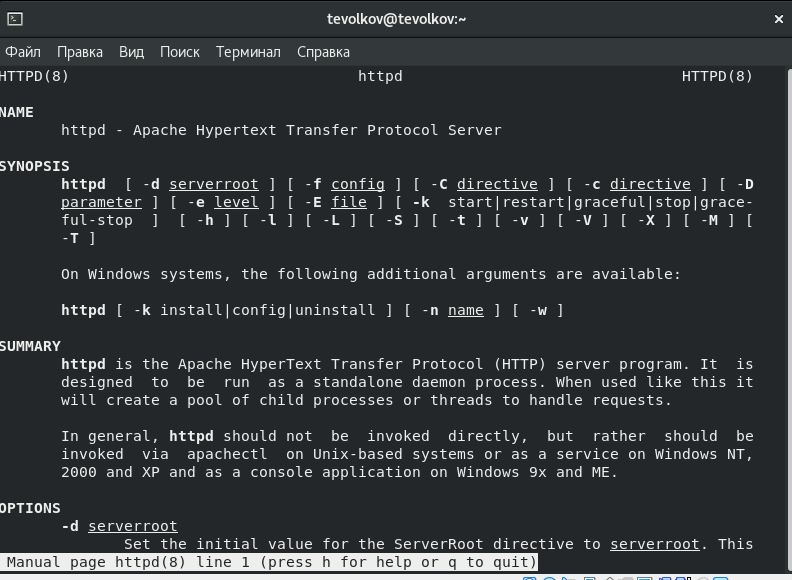 tevolkov@tevolkov:~
Файл Правка Вид Поиск Терминал Справка
HTTPD(8) httpd HTTPD(8)
NAME
httpd - Apache Hypertext Transfer Protocol Server
SYNOPSIS
httpd [ -d serverroot ] [ -f config ] [ -C directive ] [ -c directive ] [ -D
parameter ] [ -e level ] [ -E file ] [ -k start|restart|graceful|stop|grace-
ful-stop ] [ -h ] [ -l ] [ -L ] [ -S ] [ -t ] [ -v ] [ -V ] [ -X ] [ -M ] [
-T ]
On Windows systems, the following additional arguments are available:
httpd [ -k install|config|uninstall ] [ -n name ] [ -w ]
SUMMARY
httpd is the Apache HyperText Transfer Protocol (HTTP) server program. It is
designed to be run as a standalone daemon process. When used like this it
will create a pool of child processes or threads to handle requests.
In general, httpd should not be invoked directly, but rather should be
invoked via apachectl on Unix-based systems or as a service on Windows NT,
2000 and XP and as a console application on Windows 9x and ME.
OPTIONS
-d serverroot
Set the initial value for the ServerRoot directive to serverroot. This
Manual page httpd(8) line 1 (press h for help or q to quit)